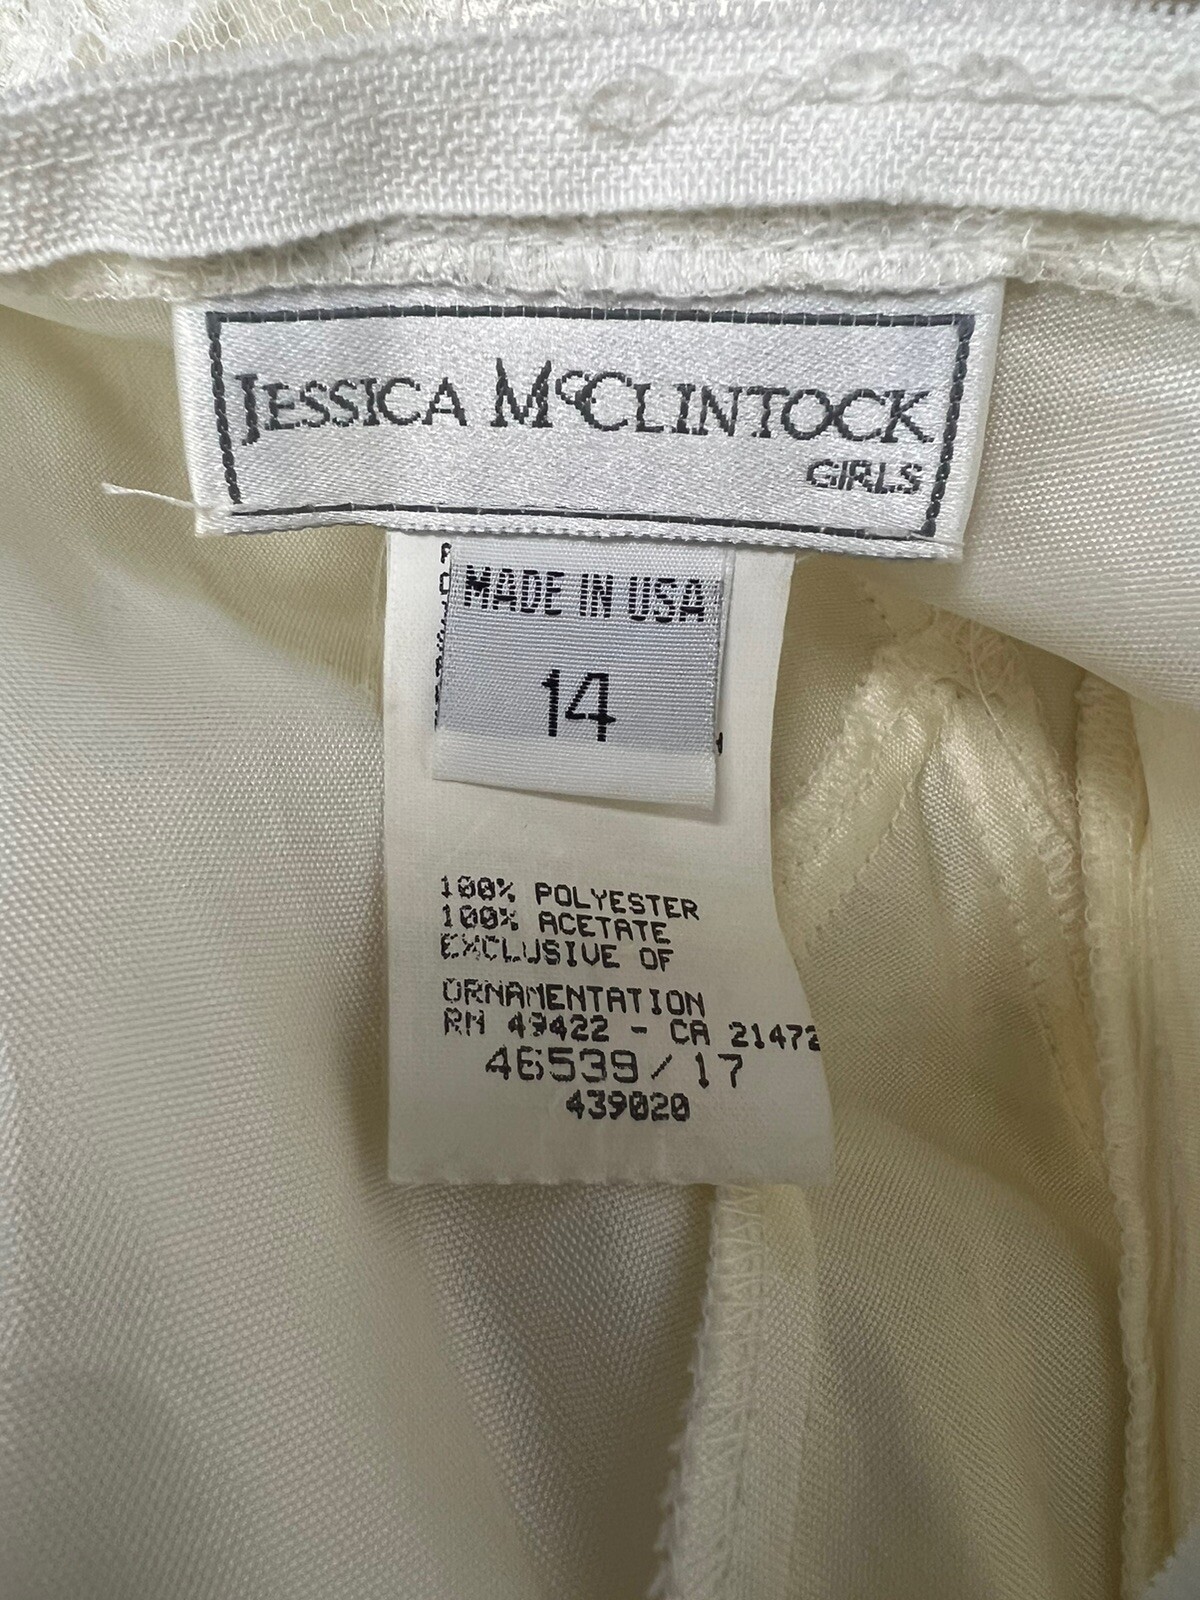 JESSICA McCLINTOCK
GIRLS
MADE IN USA
14
100% POLYESTER
100% ACETATE
EXCLUSIVE OF
ORNAMENTATION
RN 49422 - CA 21472
46539/17
439020